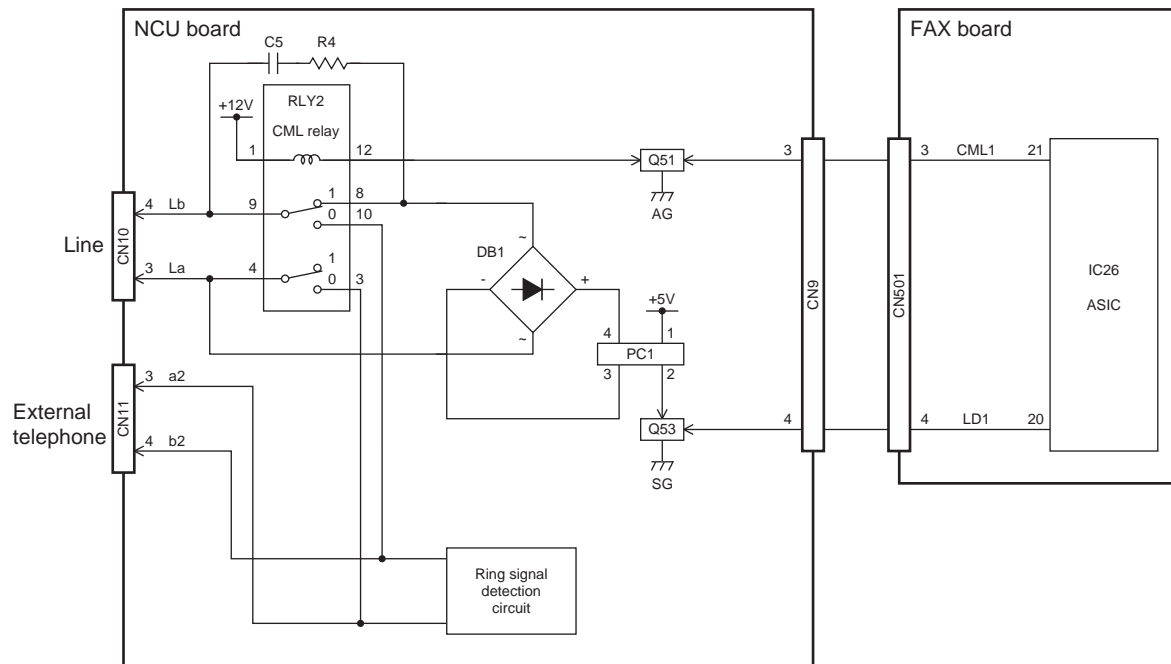 NCU board
FAX board
C5 R4
+12V
RLY2
CML relay
1 12
Q51
3
3 CML1 21
AG
4 Lb 9
1 8
0 10
Line
CN10
3 La 4
1
0 3
DB1
~
- +
~
+5V
4 1
PC1
3 2
Q53
SG
4
4 LD1 20
CN9
CN501
IC26
ASIC
External
telephone
CN11
3 a2
4 b2
Ring signal
detection
circuit